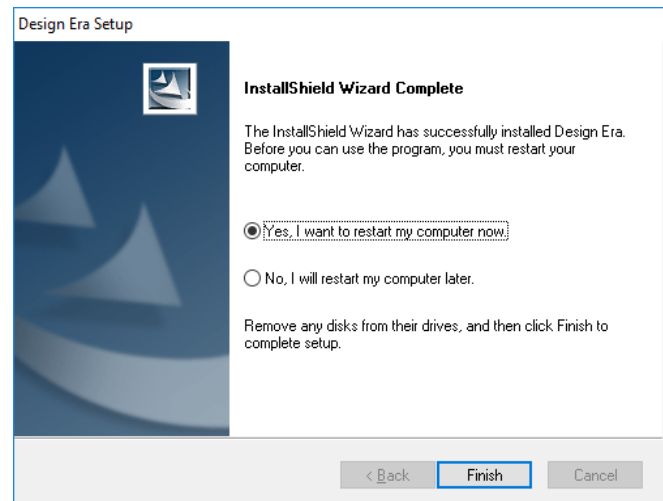 Design Era Setup
InstallShield Wizard Complete
The InstallShield Wizard has successfully installed Design Era.
Before you can use the program, you must restart your
computer.
Yes, I want to restart my computer now.
No, I will restart my computer later.
Remove any disks from their drives, and then click Finish to
complete setup.
< Back Finish Cancel